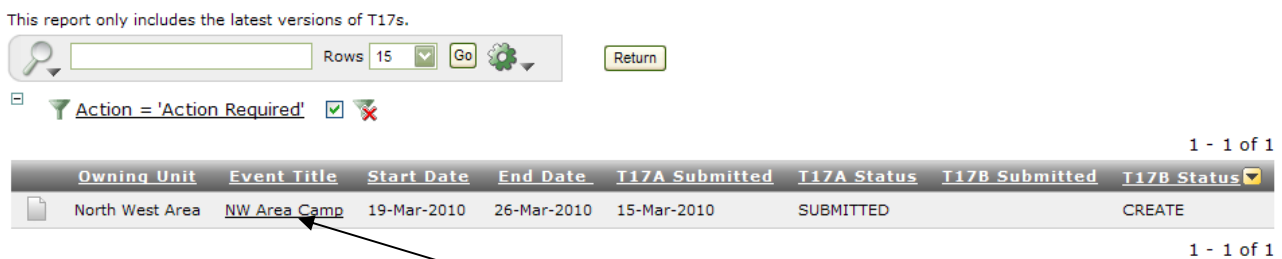 This report only includes the latest versions of T17s.
Rows 15 Go Return
Action = 'Action Required'
1 - 1 of 1
Owning Unit Event Title Start Date End Date T17A Submitted T17A Status T17B Submitted T17B Status
North West Area NW Area Camp 19-Mar-2010 26-Mar-2010 15-Mar-2010 SUBMITTED CREATE
1 - 1 of 1